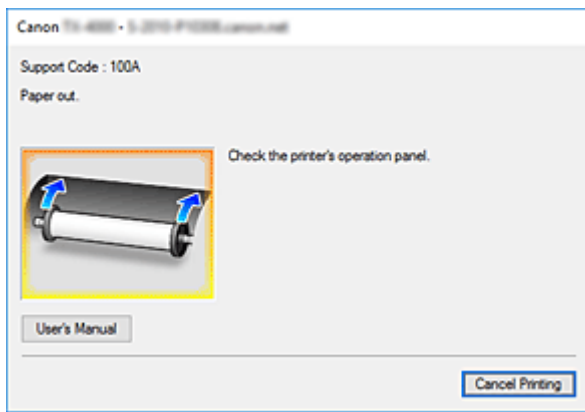 Canon
Support Code : 100A
Paper out.
Check the printer's operation panel.
User's Manual
Cancel Printing